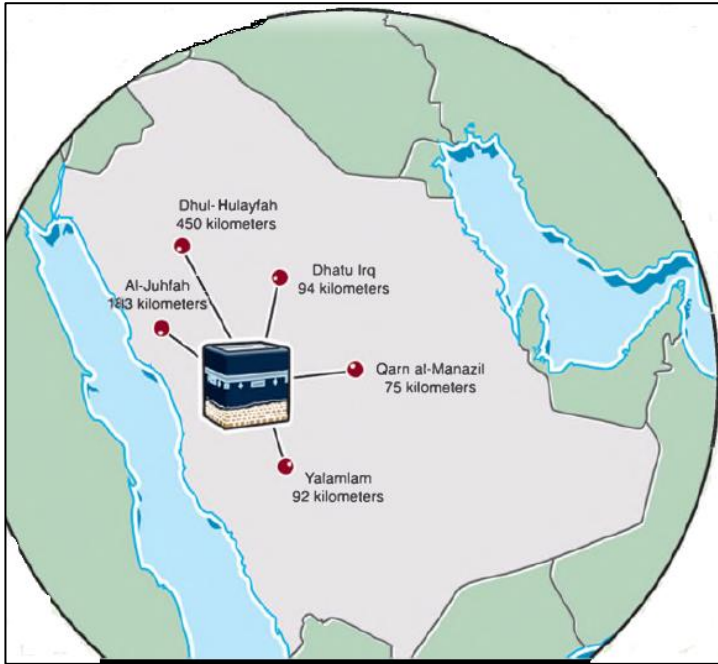 Dhul-Hulayfah
450 kilometers
Dhatu Irq
94 kilometers
Al-Juhfah
183 kilometers
Qarn al-Manazil
75 kilometers
Yalamlam
92 kilometers